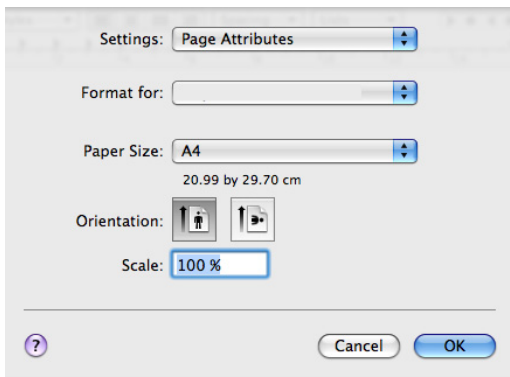 Settings: Page Attributes
Format for:
Paper Size: A4
20.99 by 29.70 cm
Orientation:
Scale: 100 %
? Cancel OK